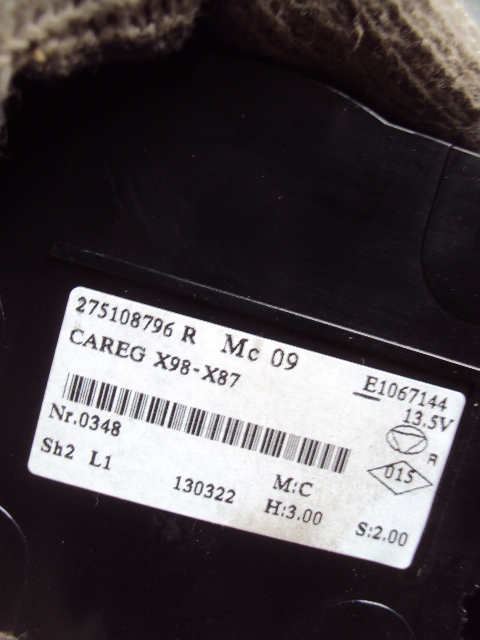 275108796 R Mc 09
CAREG X98-X87
E1067144
13.5V
Nr.0348
R
015
Sh2 L1
130322
M:C
H:3.00
S:2.00